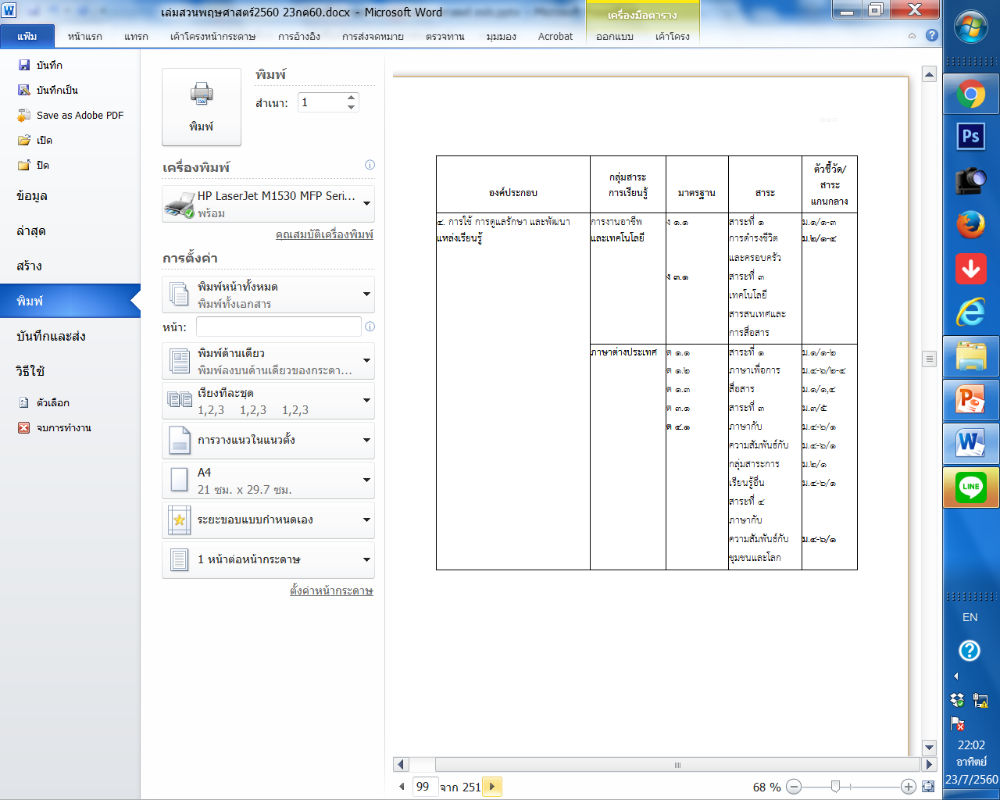 เล่มสวนพฤษศาสตร์2560 23กค60.docx - Microsoft Word
เครื่องมือตาราง
แฟ้ม หน้าแรก แทรก เค้าโครงหน้ากระดาษ การอ้างอิง การส่งจดหมาย ตรวจทาน มุมมอง Acrobat ออกแบบ เค้าโครง
บันทึก
บันทึกเป็น
Save as Adobe PDF
เปิด
ปิด
ข้อมูล
ล่าสุด
สร้าง
พิมพ์
บันทึกและส่ง
วิธีใช้
ตัวเลือก
จบการทำงาน
พิมพ์
พิมพ์
สำเนา: 1
เครื่องพิมพ์
HP LaserJet M1530 MFP Seri...
พร้อม
คุณสมบัติเครื่องพิมพ์
การตั้งค่า
พิมพ์หน้าทั้งหมด
พิมพ์ทั้งเอกสาร
หน้า:
พิมพ์ด้านเดียว
พิมพ์ลงบนด้านเดียวของกระดา...
เรียงทีละชุด
1,2,3 1,2,3 1,2,3
การวางแนวในแนวตั้ง
A4
21 ซม. x 29.7 ซม.
ระยะขอบแบบกำหนดเอง
1 หน้าต่อหน้ากระดาษ
ตั้งค่าหน้ากระดาษ
องค์ประกอบ
กลุ่มสาระ
การเรียนรู้
มาตรฐาน
สาระ
ตัวชี้วัด/
สาระ
แกนกลาง
๔. การใช้ การดูแลรักษา และพัฒนา
แหล่งเรียนรู้
การงานอาชีพ
และเทคโนโลยี
ง ๑.๑
ง ๓.๑
สาระที่ ๑
การดำรงชีวิต
และครอบครัว
สาระที่ ๓
เทคโนโลยี
สารสนเทศและ
การสื่อสาร
ม.๑/๑-๓
ม.๒/๑-๔
ภาษาต่างประเทศ
ต ๑.๑
ต ๑.๒
ต ๑.๓
ต ๓.๑
ต ๔.๑
สาระที่ ๑
ภาษาเพื่อการ
สื่อสาร
สาระที่ ๓
ภาษากับ
ความสัมพันธ์กับ
กลุ่มสาระการ
เรียนรู้อื่น
สาระที่ ๔
ภาษากับ
ความสัมพันธ์กับ
ชุมชนและโลก
ม.๑/๑-๒
ม.๔-๖/๒-๔
ม.๑/๑,๔
ม.๓/๕
ม.๔-๖/๑
ม.๔-๖/๑
ม.๒/๑
ม.๔-๖/๑
ม.๔-๖/๑
99 จาก 251
68 %
Ps
LINE
EN
22:02
อาทิตย์
23/7/2560